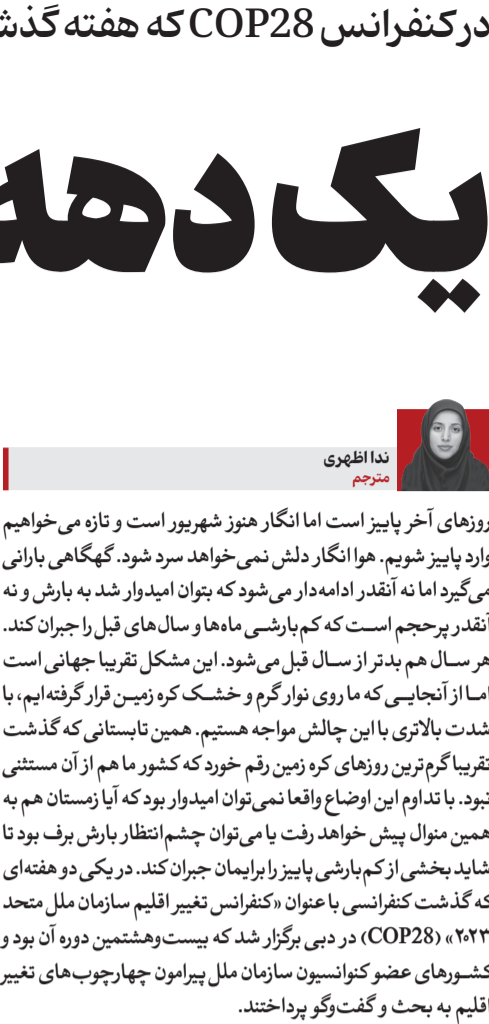 در کنفرانس COP28 که هفته گذش
یک دهه
ندا اظهری
مترجم
روزهای آخر پاییز است اما انگار هنوز شهریور است و تازه می‌خواهیم
وارد پاییز شویم. هوا انگار دلش نمی‌خواهد سرد شود. گهگاهی بارانی
می‌گیرد اما نه آنقدر ادامه‌دار می‌شود که بتوان امیدوار شد به بارش و نه
آنقدر پرحجم است که کم‌بارشی ماه‌ها و سال‌های قبل را جبران کند.
هر سال هم بدتر از سال قبل می‌شود. این مشکل تقریبا جهانی است
اما از آنجایی که ما روی نوار گرم و خشک کره زمین قرار گرفته‌ایم، با
شدت بالاتری با این چالش مواجه هستیم. همین تابستانی که گذشت
تقریبا گرم‌ترین روزهای کره زمین رقم خورد که کشور ما هم از آن مستثنی
نبود. با تداوم این اوضاع واقعا نمی‌توان امیدوار بود که آیا زمستان هم به
همین منوال پیش خواهد رفت یا می‌توان چشم‌انتظار بارش برف بود تا
شاید بخشی از کم‌بارشی پاییز را برایمان جبران کند. در یکی دو هفته‌ای
که گذشت کنفرانسی با عنوان «کنفرانس تغییر اقلیم سازمان ملل متحد
۲۰۲۳» (COP28) در دبی برگزار شد که بیست‌وهشتمین دوره آن بود و
کشورهای عضو کنوانسیون سازمان ملل پیرامون چهارچوب‌های تغییر
اقلیم به بحث و گفت‌وگو پرداختند.